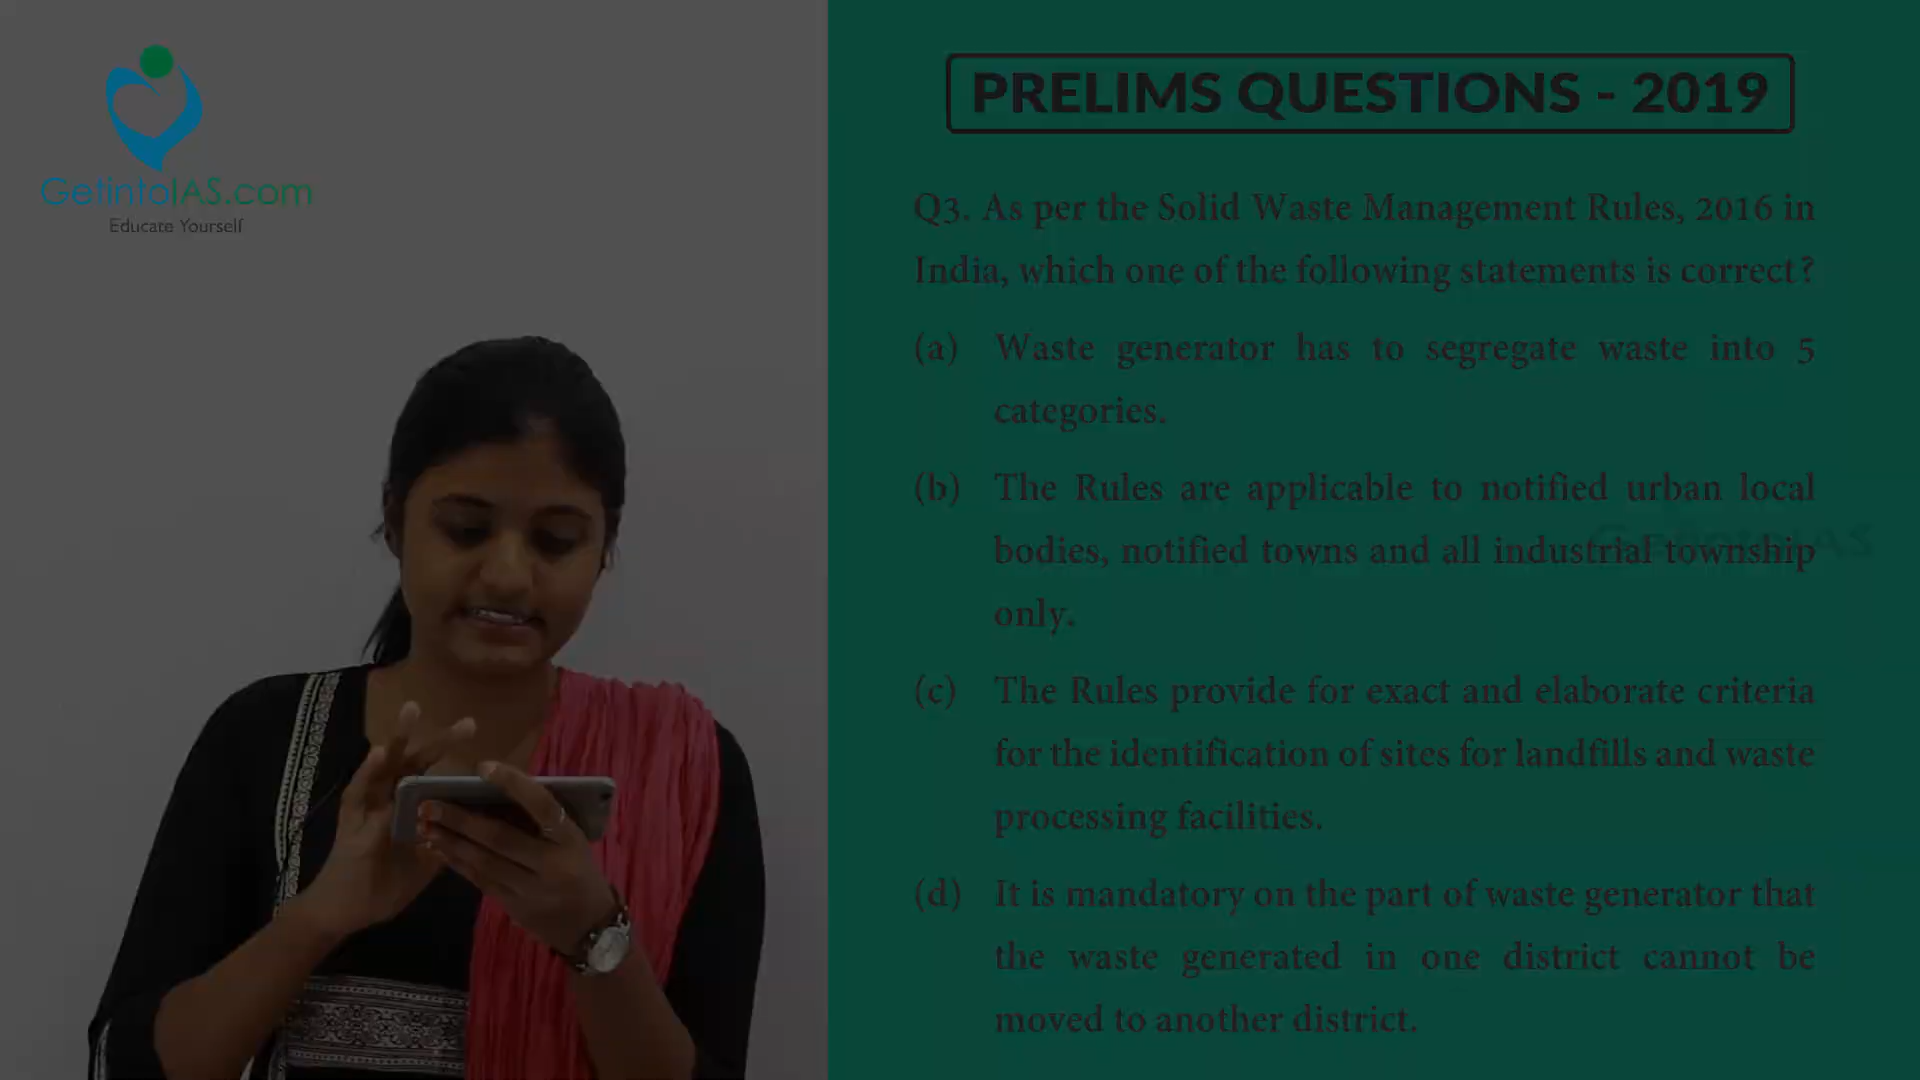 GetintoIAS.com
Educate Yourself
PRELIMS QUESTIONS - 2019
Q3. As per the Solid Waste Management Rules, 2016 in
India, which one of the following statements is correct?
(a) Waste generator has to segregate waste into 5
categories.
(b) The Rules are applicable to notified urban local
bodies, notified towns and all industrial township
only.
(c) The Rules provide for exact and elaborate criteria
for the identification of sites for landfills and waste
processing facilities.
(d) It is mandatory on the part of waste generator that
the waste generated in one district cannot be
moved to another district.
GetintoIAS